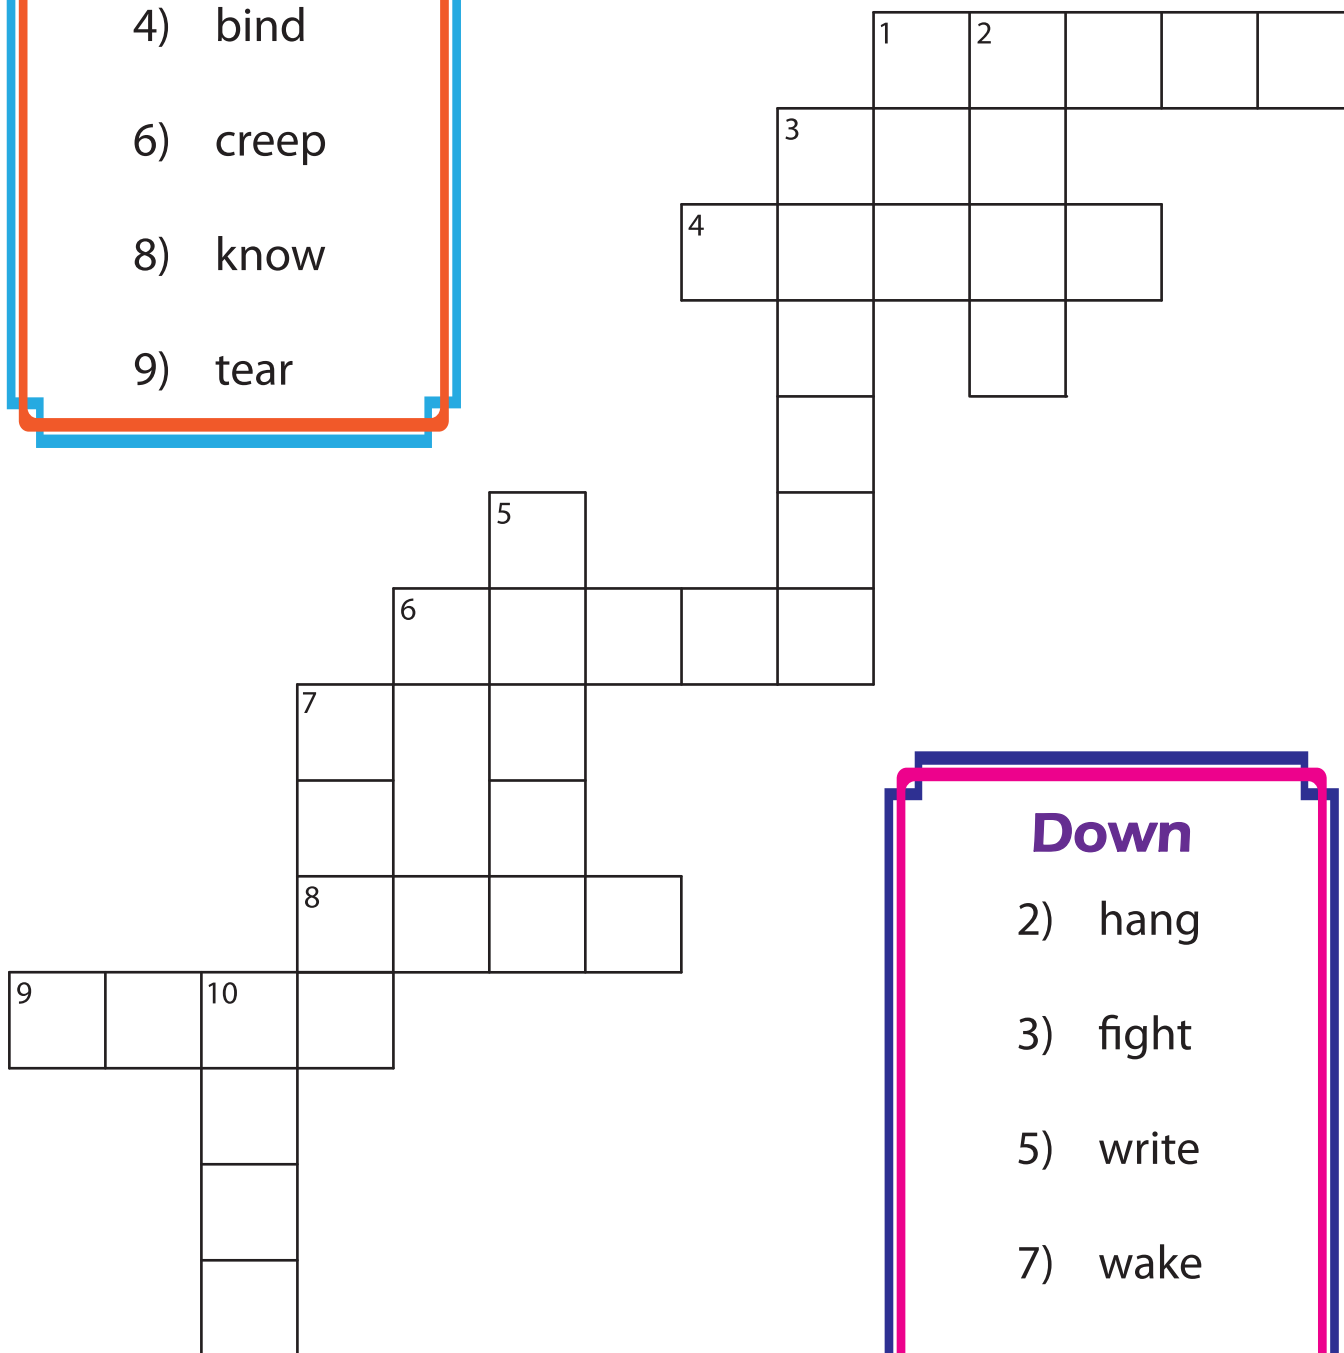 4) bind
6) creep
8) know
9) tear
1 2
3
4
5
6
7
8
9 10
Down
2) hang
3) fight
5) write
7) wake